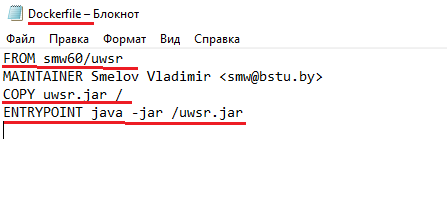 Dockerfile – Блокнот
Файл Правка Формат Вид Справка
FROM smw60/uwsr
MAINTAINER Smelov Vladimir <smw@bstu.by>
COPY uwsr.jar /
ENTRYPOINT java -jar /uwsr.jar